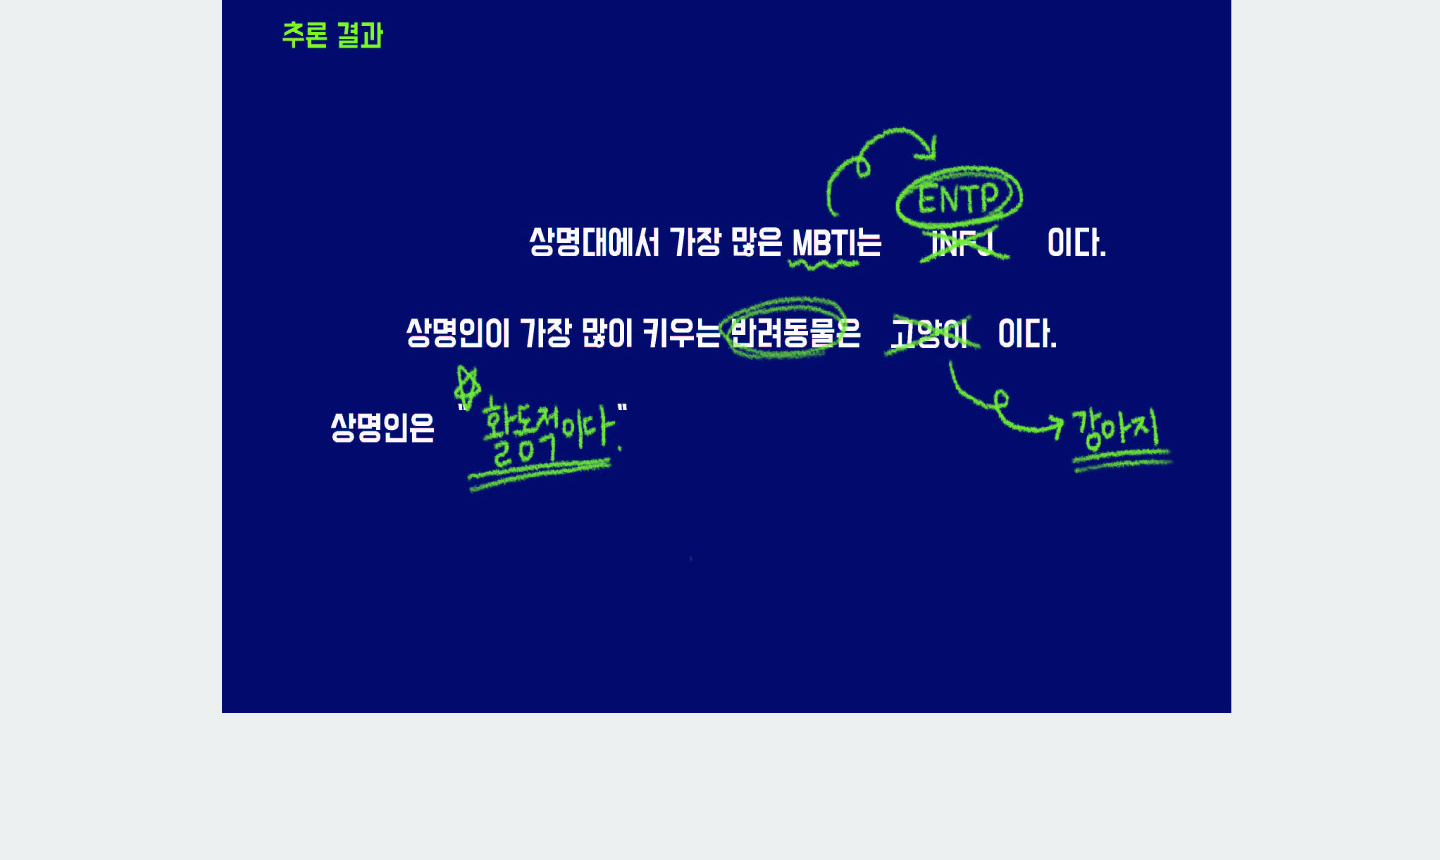 추론 결과
ENTP
상명대에서 가장 많은 MBTI는 INFJ 이다.
상명인이 가장 많이 키우는 반려동물은 고양이 이다.
상명인은 "활동적이다."
강아지